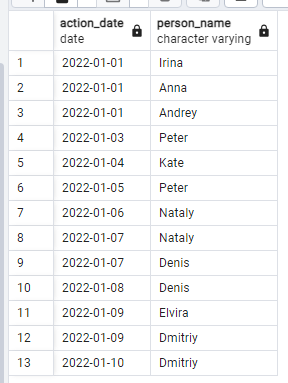 action_date person_name
date character varying
1 2022-01-01 Irina
2 2022-01-01 Anna
3 2022-01-01 Andrey
4 2022-01-03 Peter
5 2022-01-04 Kate
6 2022-01-05 Peter
7 2022-01-06 Nataly
8 2022-01-07 Nataly
9 2022-01-07 Denis
10 2022-01-08 Denis
11 2022-01-09 Elvira
12 2022-01-09 Dmitriy
13 2022-01-10 Dmitriy